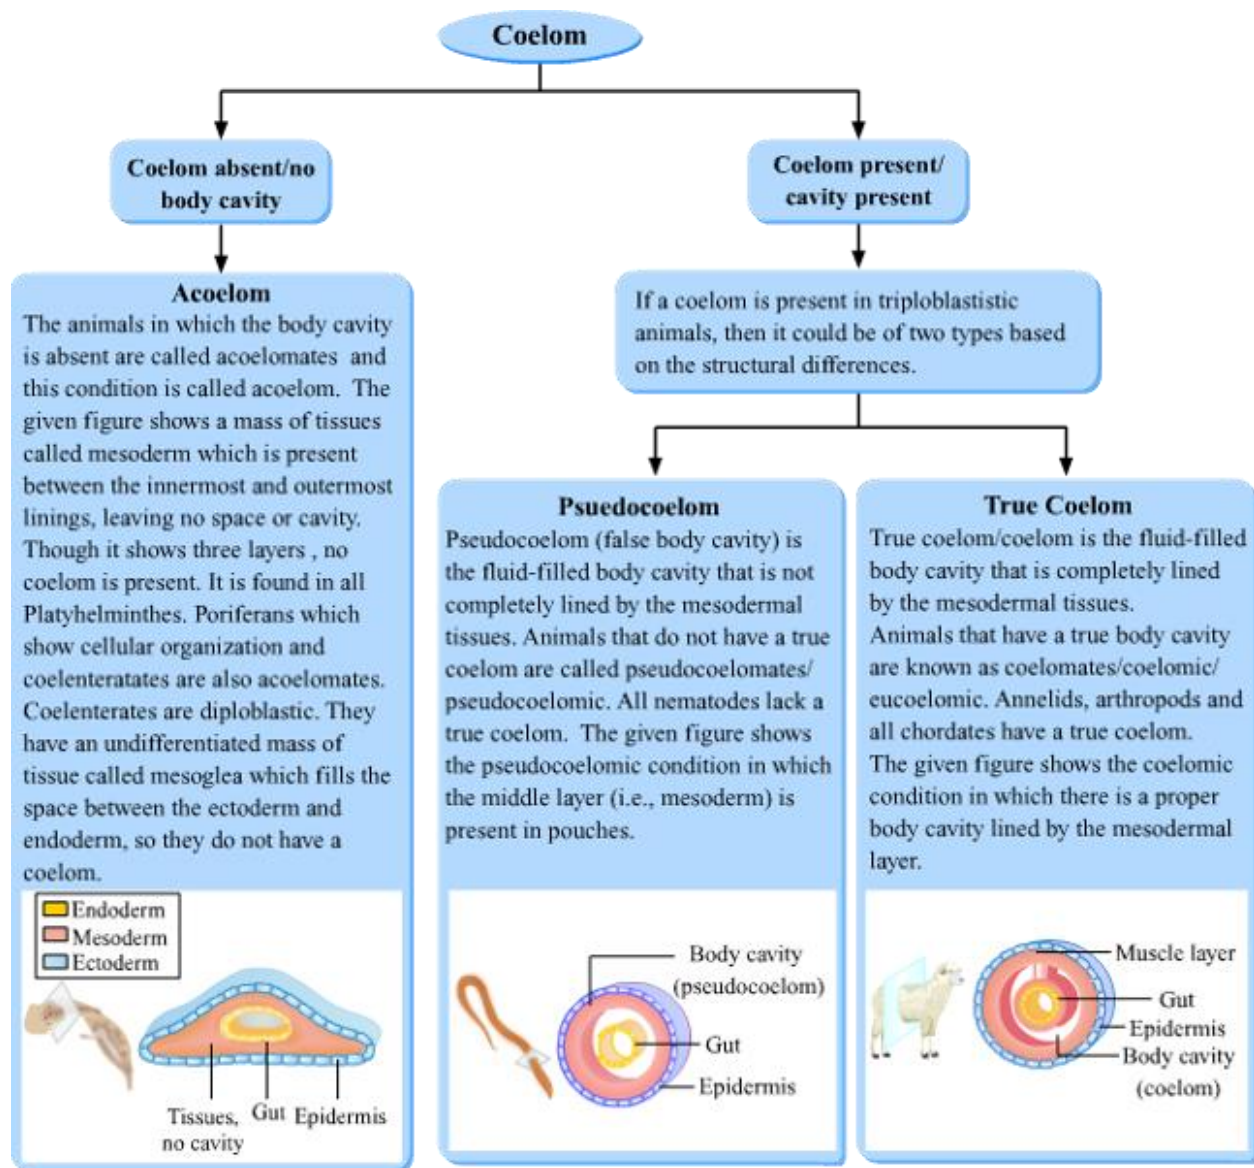 Coelom
Coelom absent/no
body cavity
Coelom present/
cavity present
Acoelom
The animals in which the body cavity
is absent are called acoelomates and
this condition is called acoelom. The
given figure shows a mass of tissues
called mesoderm which is present
between the innermost and outermost
linings, leaving no space or cavity.
Though it shows three layers , no
coelom is present. It is found in all
Platyhelminthes. Poriferans which
show cellular organization and
coelenteratates are also acoelomates.
Coelenterates are diploblastic. They
have an undifferentiated mass of
tissue called mesoglea which fills the
space between the ectoderm and
endoderm, so they do not have a
coelom.
Endoderm
Mesoderm
Ectoderm
Tissues,
no cavity
Gut
Epidermis
If a coelom is present in triploblastistic
animals, then it could be of two types based
on the structural differences.
Psuedocoelom
Pseudocoelom (false body cavity) is
the fluid-filled body cavity that is not
completely lined by the mesodermal
tissues. Animals that do not have a true
coelom are called pseudocoelomates/
pseudocoelomic. All nematodes lack a
true coelom. The given figure shows
the pseudocoelomic condition in which
the middle layer (i.e., mesoderm) is
present in pouches.
Body cavity
(pseudocoelom)
Gut
Epidermis
True Coelom
True coelom/coelom is the fluid-filled
body cavity that is completely lined
by the mesodermal tissues.
Animals that have a true body cavity
are known as coelomates/coelomic/
eucoelomic. Annelids, arthropods and
all chordates have a true coelom.
The given figure shows the coelomic
condition in which there is a proper
body cavity lined by the mesodermal
layer.
Muscle layer
Gut
Epidermis
Body cavity
(coelom)